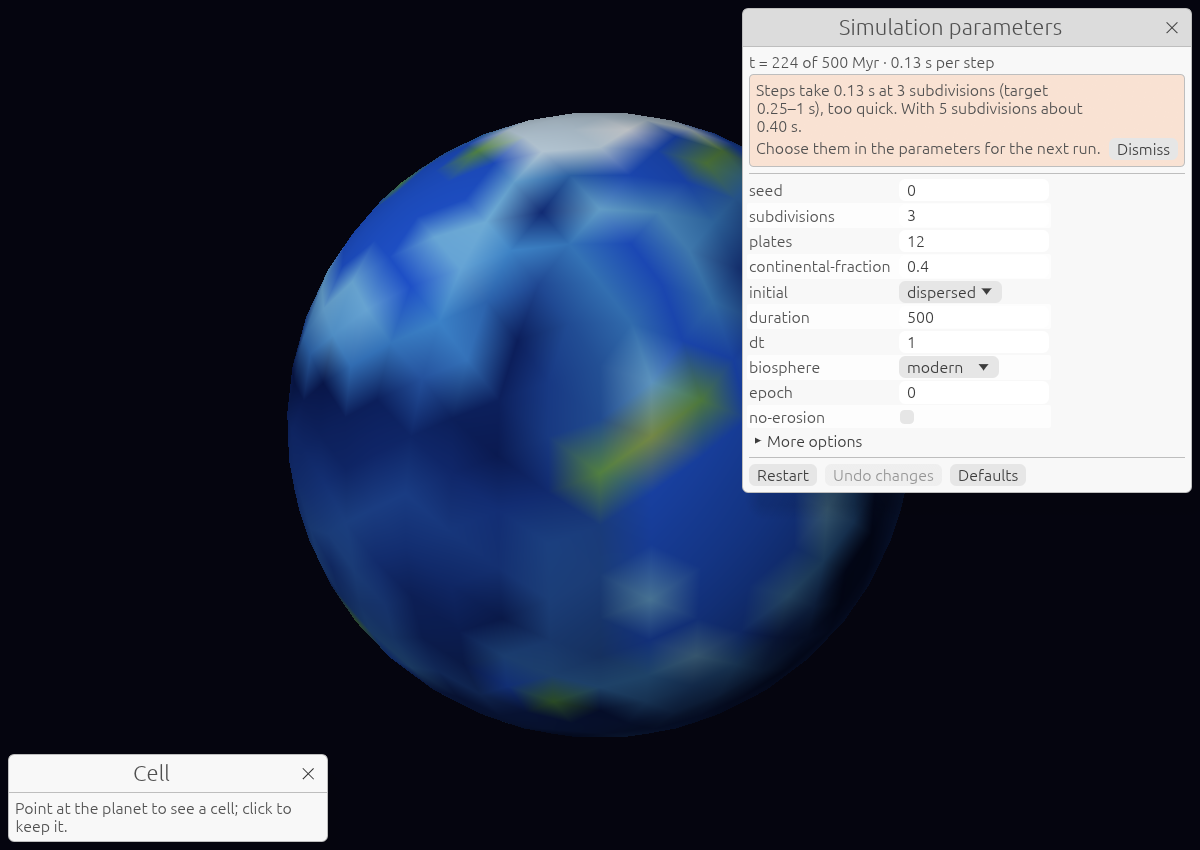 Simulation parameters
t = 224 of 500 Myr · 0.13 s per step
Steps take 0.13 s at 3 subdivisions (target
0.25–1 s), too quick. With 5 subdivisions about
0.40 s.
Choose them in the parameters for the next run. Dismiss
seed 0
subdivisions 3
plates 12
continental-fraction 0.4
initial dispersed
duration 500
dt 1
biosphere modern
epoch 0
no-erosion
More options
Restart Undo changes Defaults
Cell
Point at the planet to see a cell; click to
keep it.